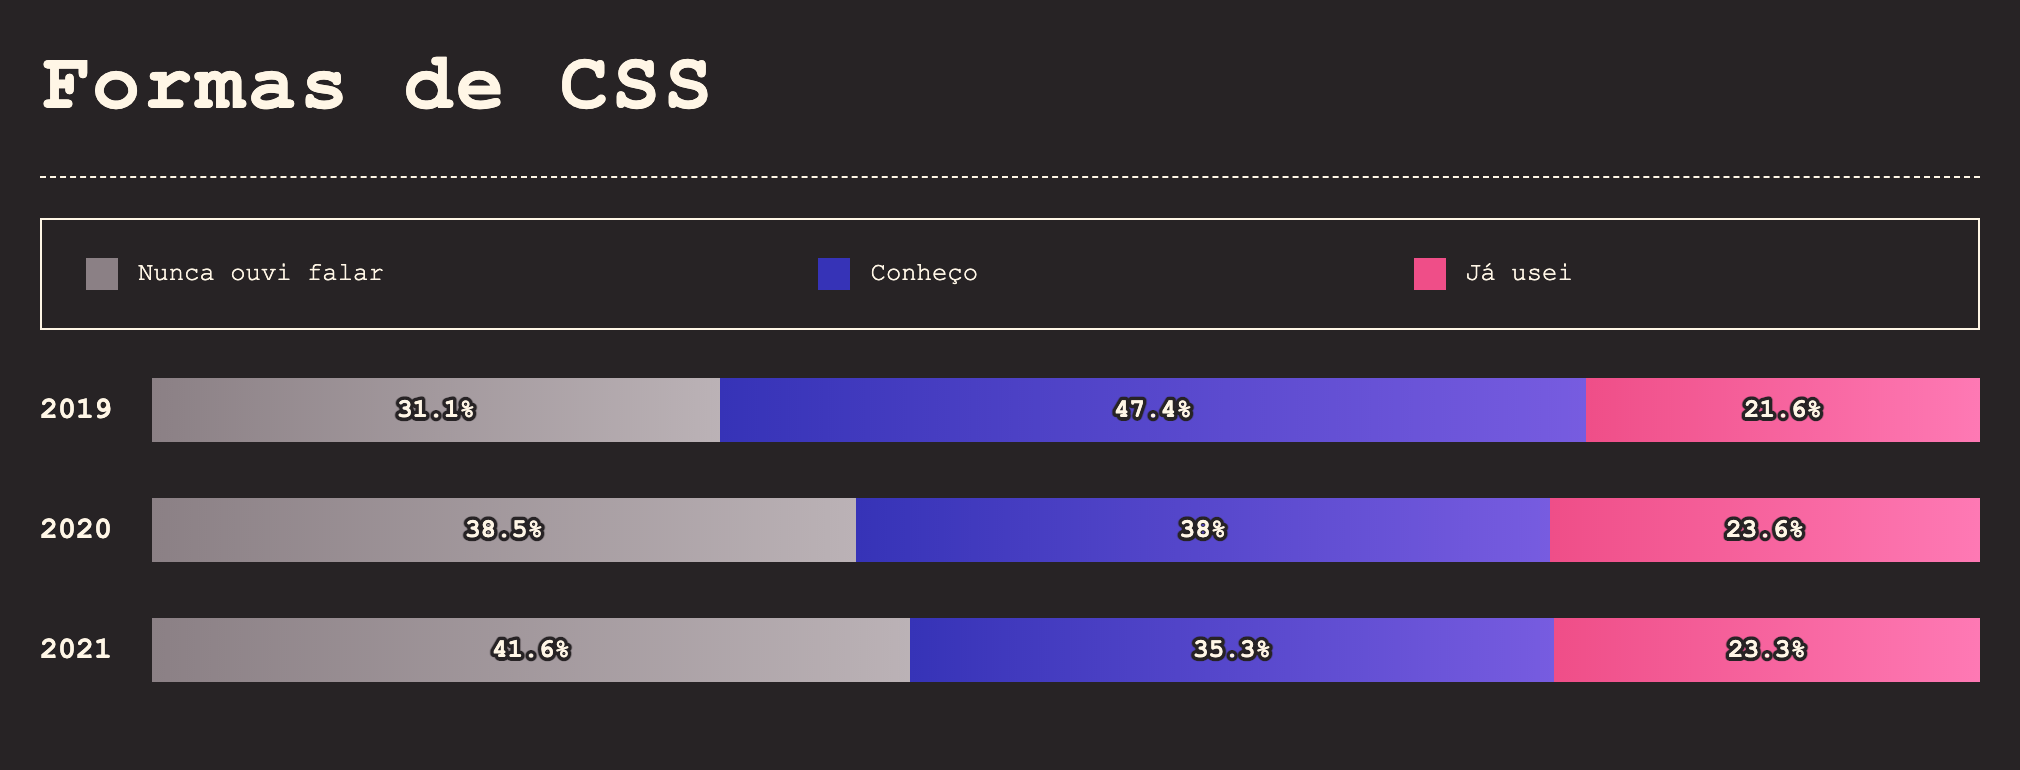 Formas de CSS
Nunca ouvi falar Conheço Já usei
2019 31.1% 47.4% 21.6%
2020 38.5% 38% 23.6%
2021 41.6% 35.3% 23.3%